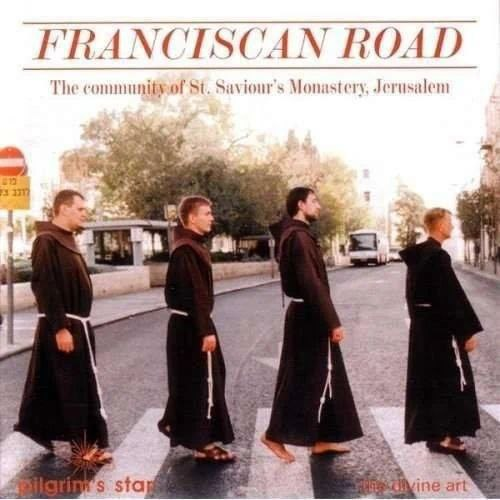 FRANCISCAN ROAD
The community of St. Saviour's Monastery, Jerusalem
pilgrim's star
the divine art